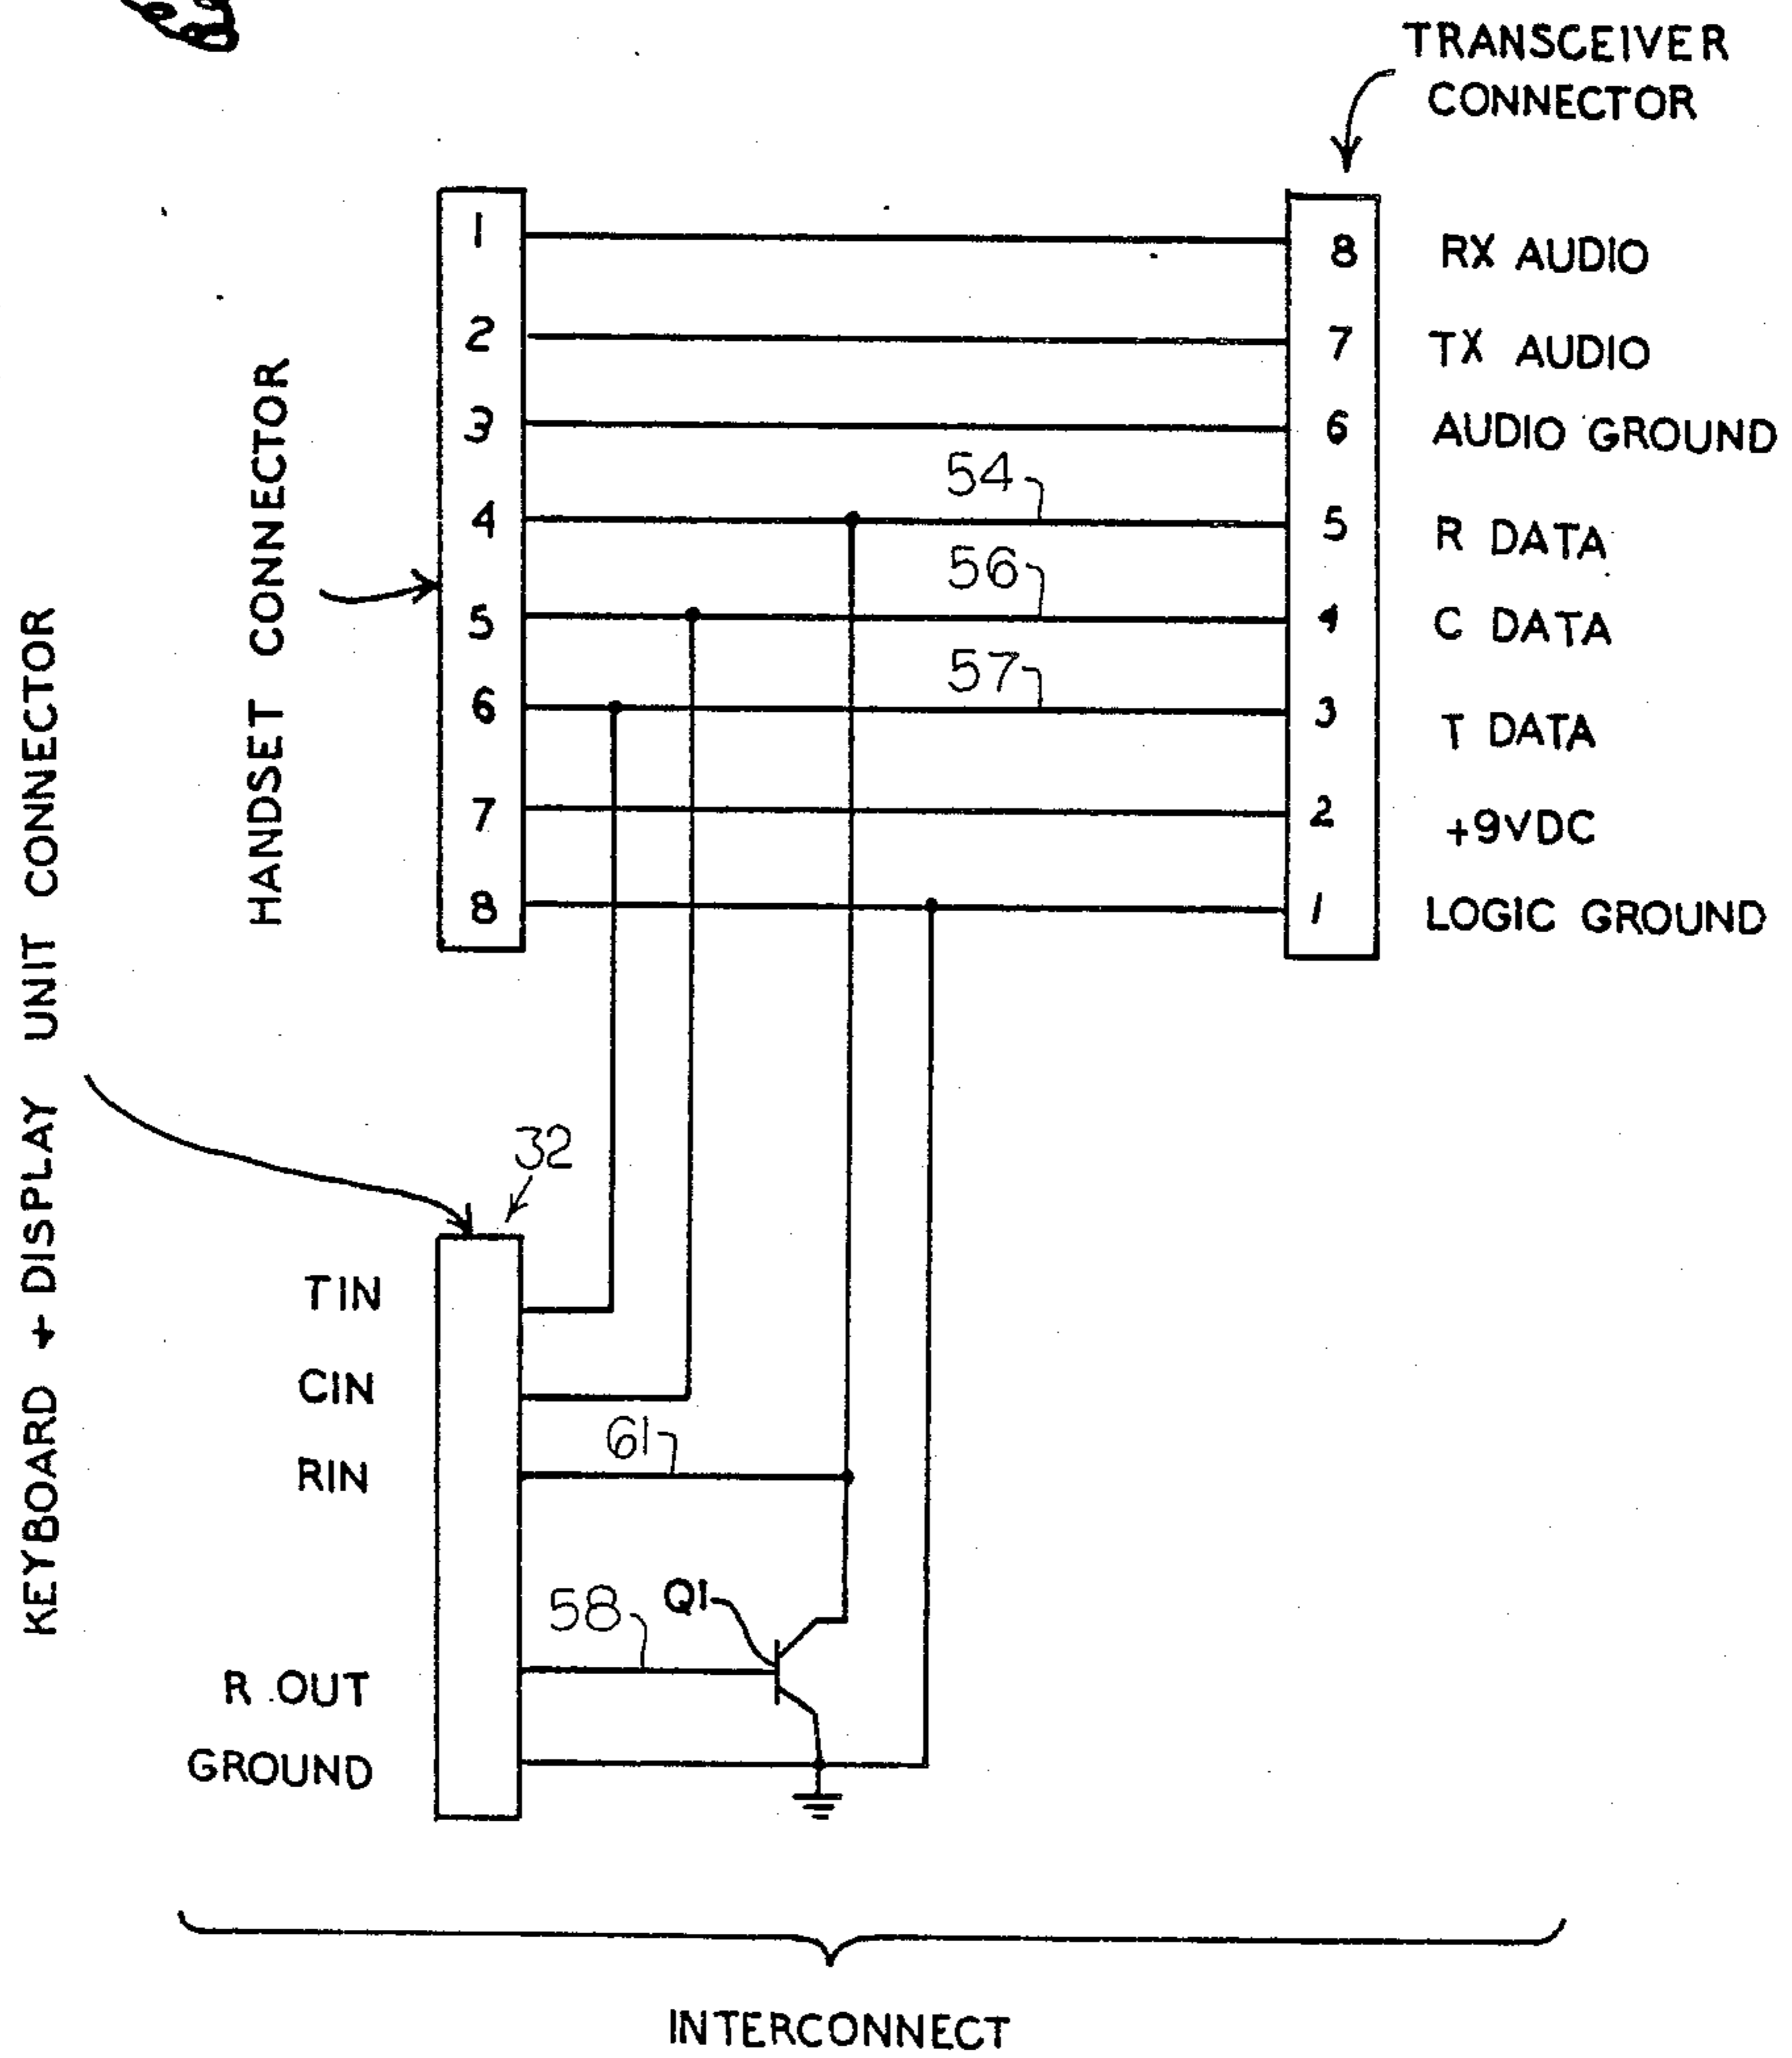 TRANSCEIVER
CONNECTOR
1 8 RX AUDIO
2 7 TX AUDIO
3 6 AUDIO GROUND
54
4 5 R DATA
56
5 4 C DATA
57
6 3 T DATA
7 2 +9VDC
8 1 LOGIC GROUND
HANDSET CONNECTOR
KEYBOARD + DISPLAY UNIT CONNECTOR
32
TIN
CIN
61
RIN
58 Q1
R OUT
GROUND
INTERCONNECT